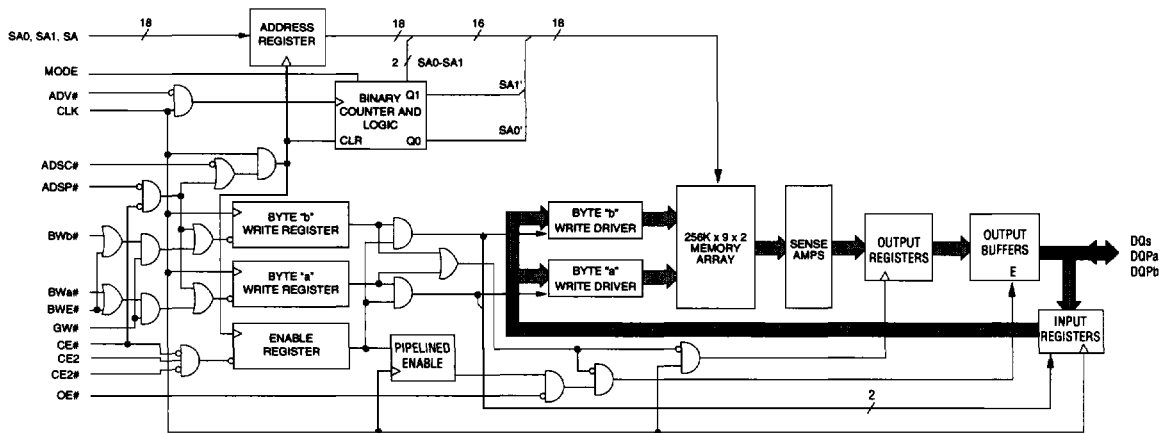 SA0, SA1, SA
18
ADDRESS
REGISTER
18
16
18
2
SA0-SA1
MODE
ADV#
CLK
BINARY Q1
COUNTER AND
LOGIC
CLR Q0
SA1'
SA0'
ADSC#
ADSP#
BWb#
BYTE "b"
WRITE REGISTER
BYTE "b"
WRITE DRIVER
256K x 9 x 2
MEMORY
ARRAY
SENSE
AMPS
OUTPUT
REGISTERS
OUTPUT
BUFFERS
E
DQs
DQPa
DQPb
BWa#
BWE#
GW#
BYTE "a"
WRITE REGISTER
BYTE "a"
WRITE DRIVER
CE#
CE2
CE2#
OE#
ENABLE
REGISTER
PIPELINED
ENABLE
INPUT
REGISTERS
2